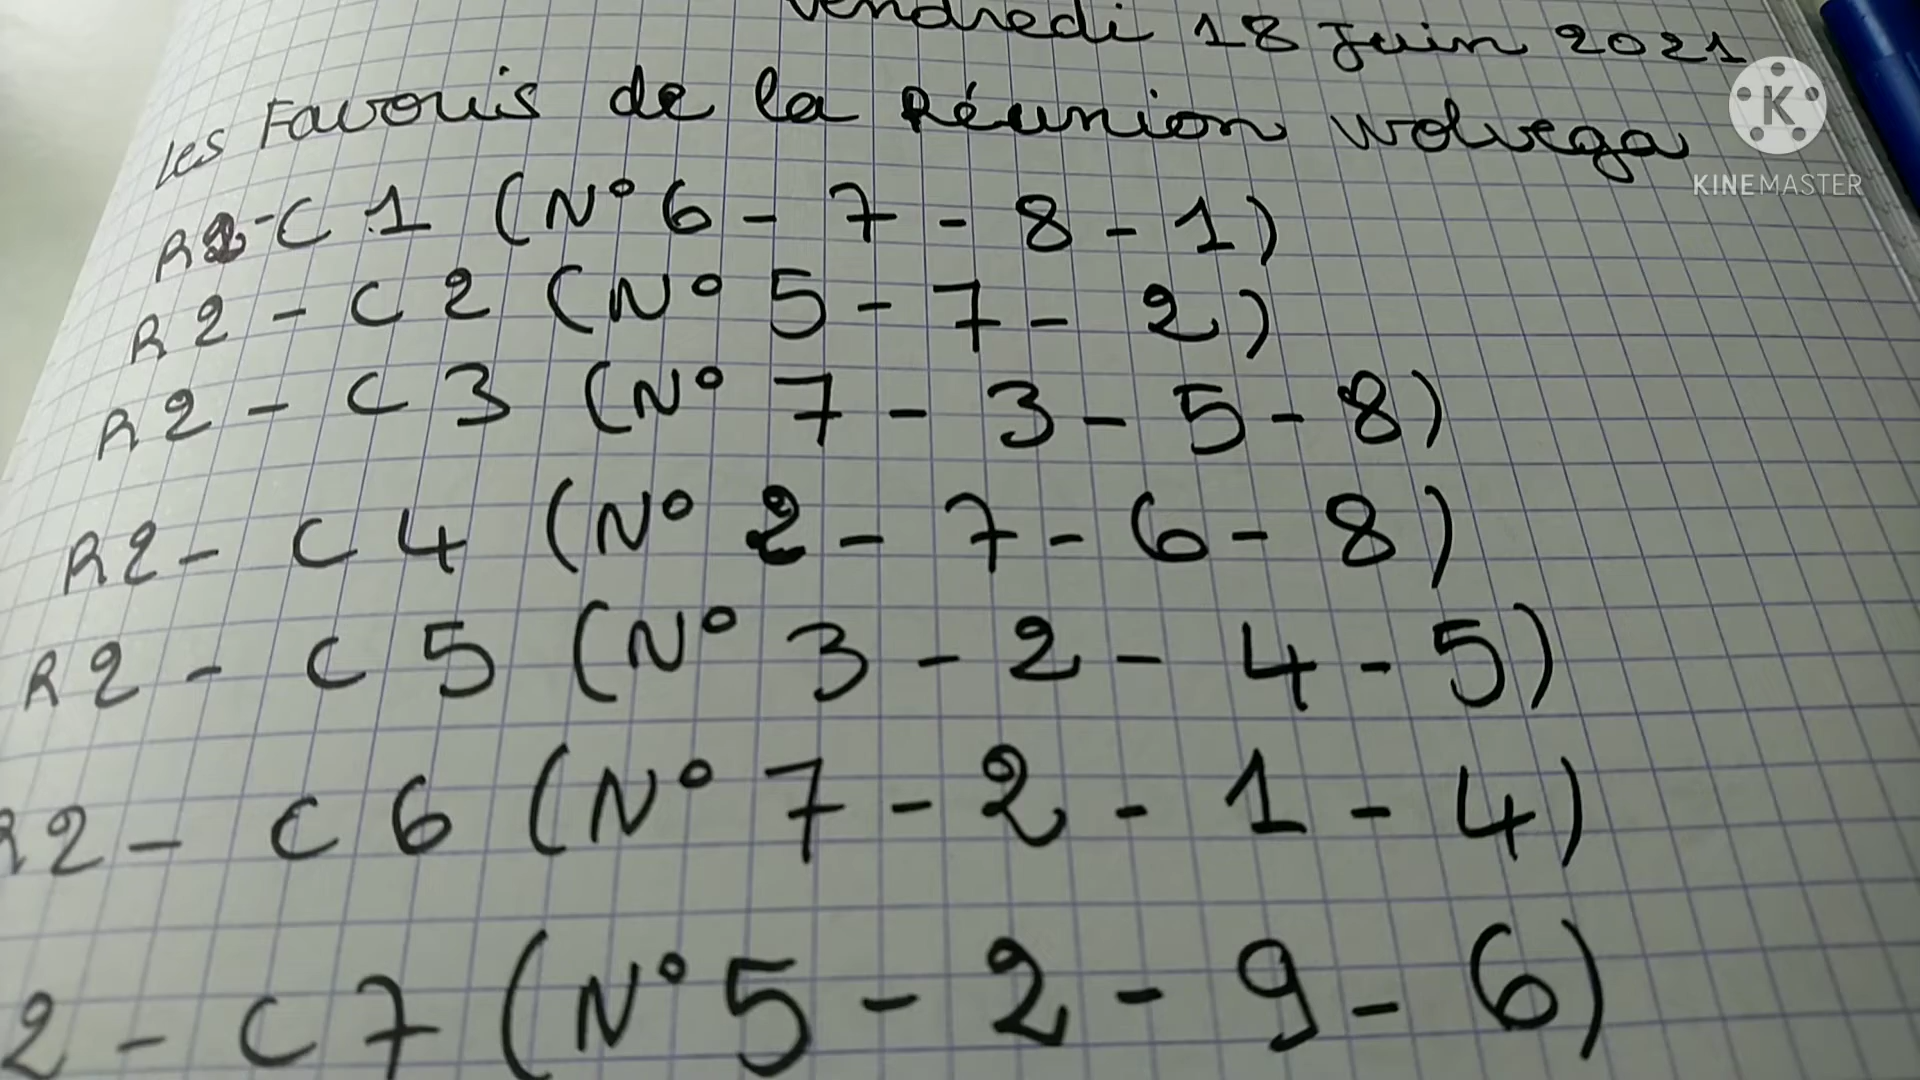 Vendredi 18 Juin 2021
Les Favoris de la Réunion wolvega
R2-C1 (N° 6 - 7 - 8 - 1)
R2 - C2 (N° 5 - 7 - 2)
R2 - C3 (N° 7 - 3 - 5 - 8)
R2 - C4 (N° 2 - 7 - 6 - 8)
R2 - C5 (N° 3 - 2 - 4 - 5)
R2 - C6 (N° 7 - 2 - 1 - 4)
2 - C7 (N° 5 - 2 - 9 - 6)
K
KINEMASTER